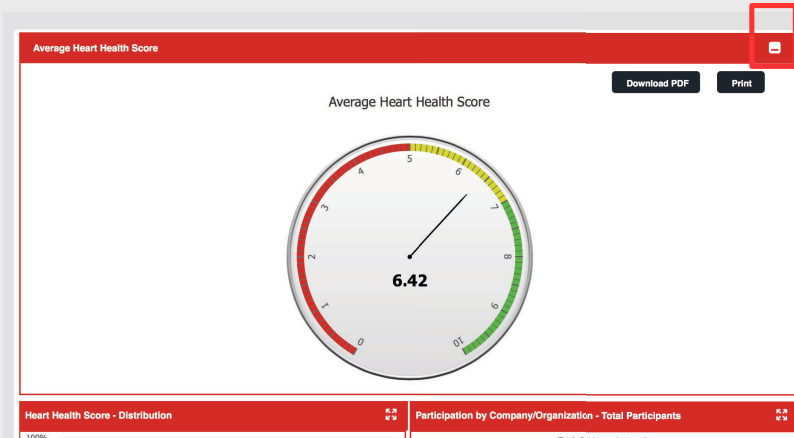 Average Heart Health Score
Download PDF Print
Average Heart Health Score
0
1
2
3
4
5
6
7
8
9
10
6.42
Heart Health Score - Distribution
Participation by Company/Organization - Total Participants
100%